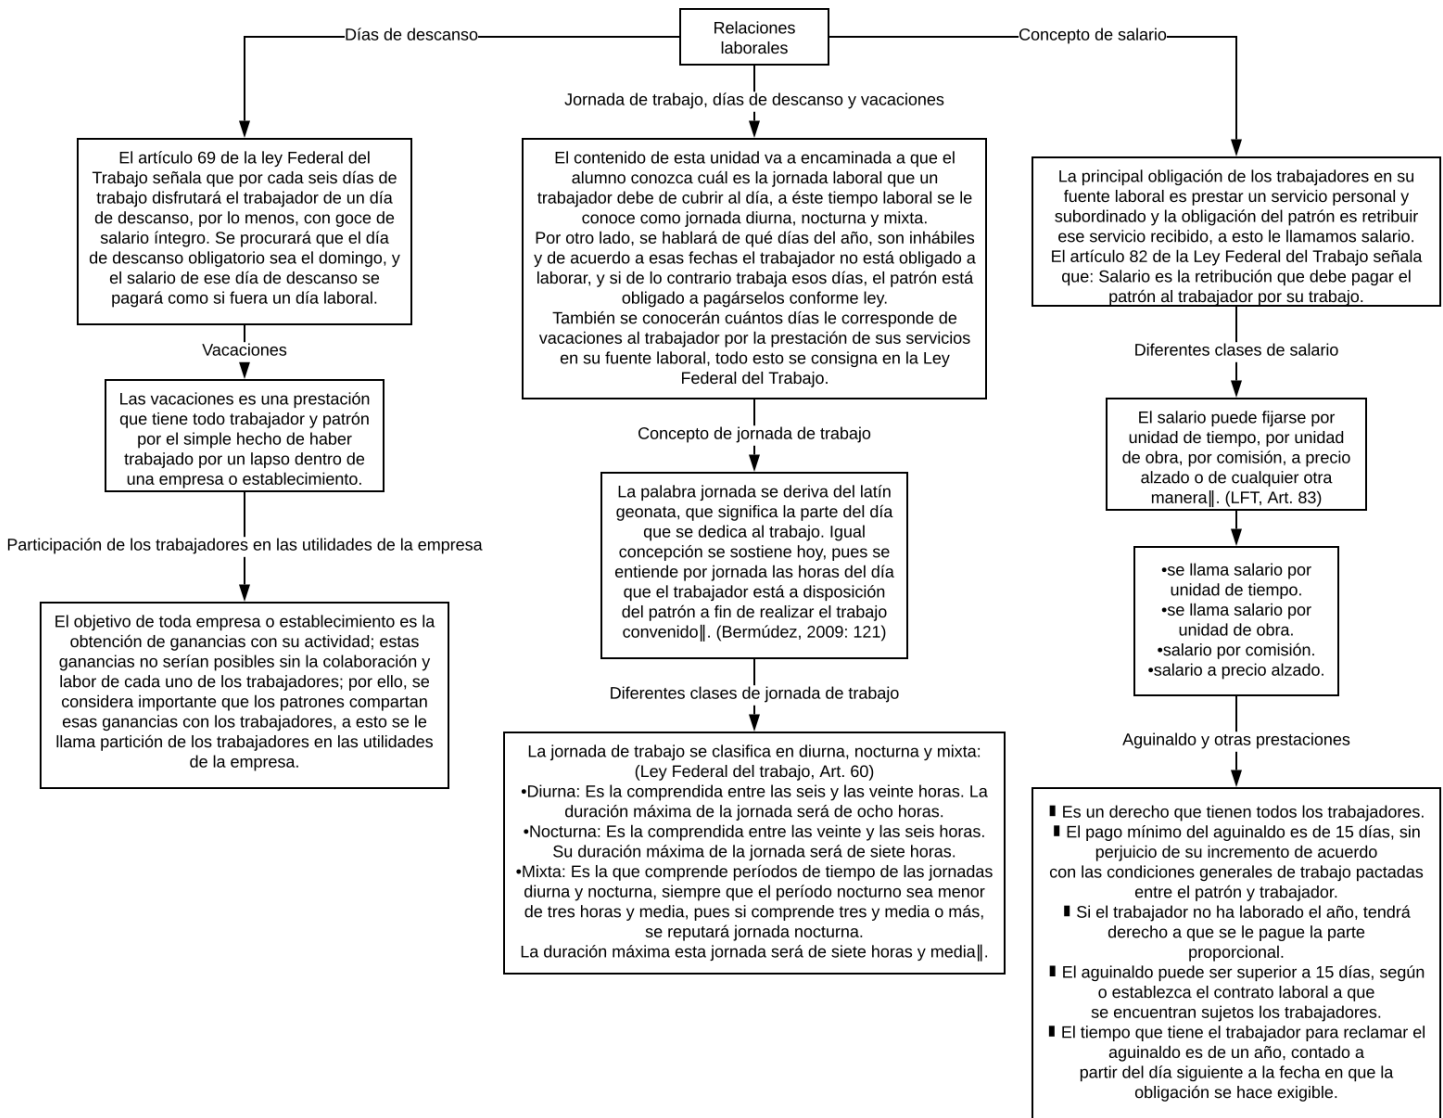 Relaciones
laborales
Días de descanso
El artículo 69 de la ley Federal del
Trabajo señala que por cada seis días de
trabajo disfrutará el trabajador de un día
de descanso, por lo menos, con goce de
salario íntegro. Se procurará que el día
de descanso obligatorio sea el domingo, y
el salario de ese día de descanso se
pagará como si fuera un día laboral.
Vacaciones
Las vacaciones es una prestación
que tiene todo trabajador y patrón
por el simple hecho de haber
trabajado por un lapso dentro de
una empresa o establecimiento.
Participación de los trabajadores en las utilidades de la empresa
El objetivo de toda empresa o establecimiento es la
obtención de ganancias con su actividad; estas
ganancias no serían posibles sin la colaboración y
labor de cada uno de los trabajadores; por ello, se
considera importante que los patrones compartan
esas ganancias con los trabajadores, a esto se le
llama partición de los trabajadores en las utilidades
de la empresa.
Jornada de trabajo, días de descanso y vacaciones
El contenido de esta unidad va a encaminada a que el
alumno conozca cuál es la jornada laboral que un
trabajador debe de cubrir al día, a éste tiempo laboral se le
conoce como jornada diurna, nocturna y mixta.
Por otro lado, se hablará de qué días del año, son inhábiles
y de acuerdo a esas fechas el trabajador no está obligado a
laborar, y si de lo contrario trabaja esos días, el patrón está
obligado a pagárselos conforme ley.
También se conocerán cuántos días le corresponde de
vacaciones al trabajador por la prestación de sus servicios
en su fuente laboral, todo esto se consigna en la Ley
Federal del Trabajo.
Concepto de jornada de trabajo
La palabra jornada se deriva del latín
geonata, que significa la parte del día
que se dedica al trabajo. Igual
concepción se sostiene hoy, pues se
entiende por jornada las horas del día
que el trabajador está a disposición
del patrón a fin de realizar el trabajo
convenido‖. (Bermúdez, 2009: 121)
Diferentes clases de jornada de trabajo
La jornada de trabajo se clasifica en diurna, nocturna y mixta:
(Ley Federal del trabajo, Art. 60)
•Diurna: Es la comprendida entre las seis y las veinte horas. La
duración máxima de la jornada será de ocho horas.
•Nocturna: Es la comprendida entre las veinte y las seis horas.
Su duración máxima de la jornada será de siete horas.
•Mixta: Es la que comprende períodos de tiempo de las jornadas
diurna y nocturna, siempre que el período nocturno sea menor
de tres horas y media, pues si comprende tres y media o más,
se reputará jornada nocturna.
La duración máxima esta jornada será de siete horas y media‖.
Concepto de salario
La principal obligación de los trabajadores en su
fuente laboral es prestar un servicio personal y
subordinado y la obligación del patrón es retribuir
ese servicio recibido, a esto le llamamos salario.
El artículo 82 de la Ley Federal del Trabajo señala
que: Salario es la retribución que debe pagar el
patrón al trabajador por su trabajo.
Diferentes clases de salario
El salario puede fijarse por
unidad de tiempo, por unidad
de obra, por comisión, a precio
alzado o de cualquier otra
manera‖. (LFT, Art. 83)
•se llama salario por
unidad de tiempo.
•se llama salario por
unidad de obra.
•salario por comisión.
•salario a precio alzado.
Aguinaldo y otras prestaciones
▮ Es un derecho que tienen todos los trabajadores.
▮ El pago mínimo del aguinaldo es de 15 días, sin
perjuicio de su incremento de acuerdo
con las condiciones generales de trabajo pactadas
entre el patrón y trabajador.
▮ Si el trabajador no ha laborado el año, tendrá
derecho a que se le pague la parte
proporcional.
▮ El aguinaldo puede ser superior a 15 días, según
o establezca el contrato laboral a que
se encuentran sujetos los trabajadores.
▮ El tiempo que tiene el trabajador para reclamar el
aguinaldo es de un año, contado a
partir del día siguiente a la fecha en que la
obligación se hace exigible.